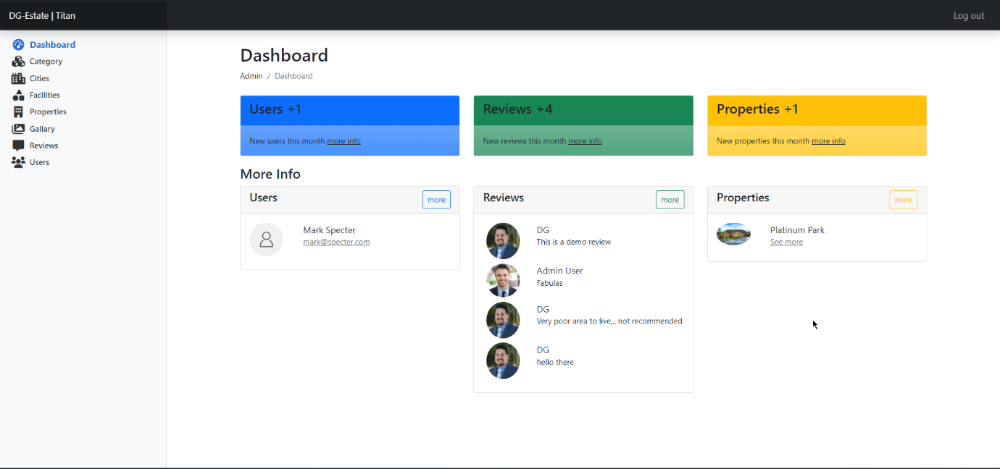 DG-Estate | Titan
Log out
Dashboard
Category
Cities
Facilities
Properties
Gallary
Reviews
Users
Dashboard
Admin / Dashboard
Users +1
New users this month more info
Reviews +4
New reviews this month more info
Properties +1
New properties this month more info
More Info
Users
more
Mark Specter
mark@specter.com
Reviews
more
DG
This is a demo review
Admin User
Fabulas
DG
Very poor area to live,.. not recommended
DG
hello there
Properties
more
Platinum Park
See more